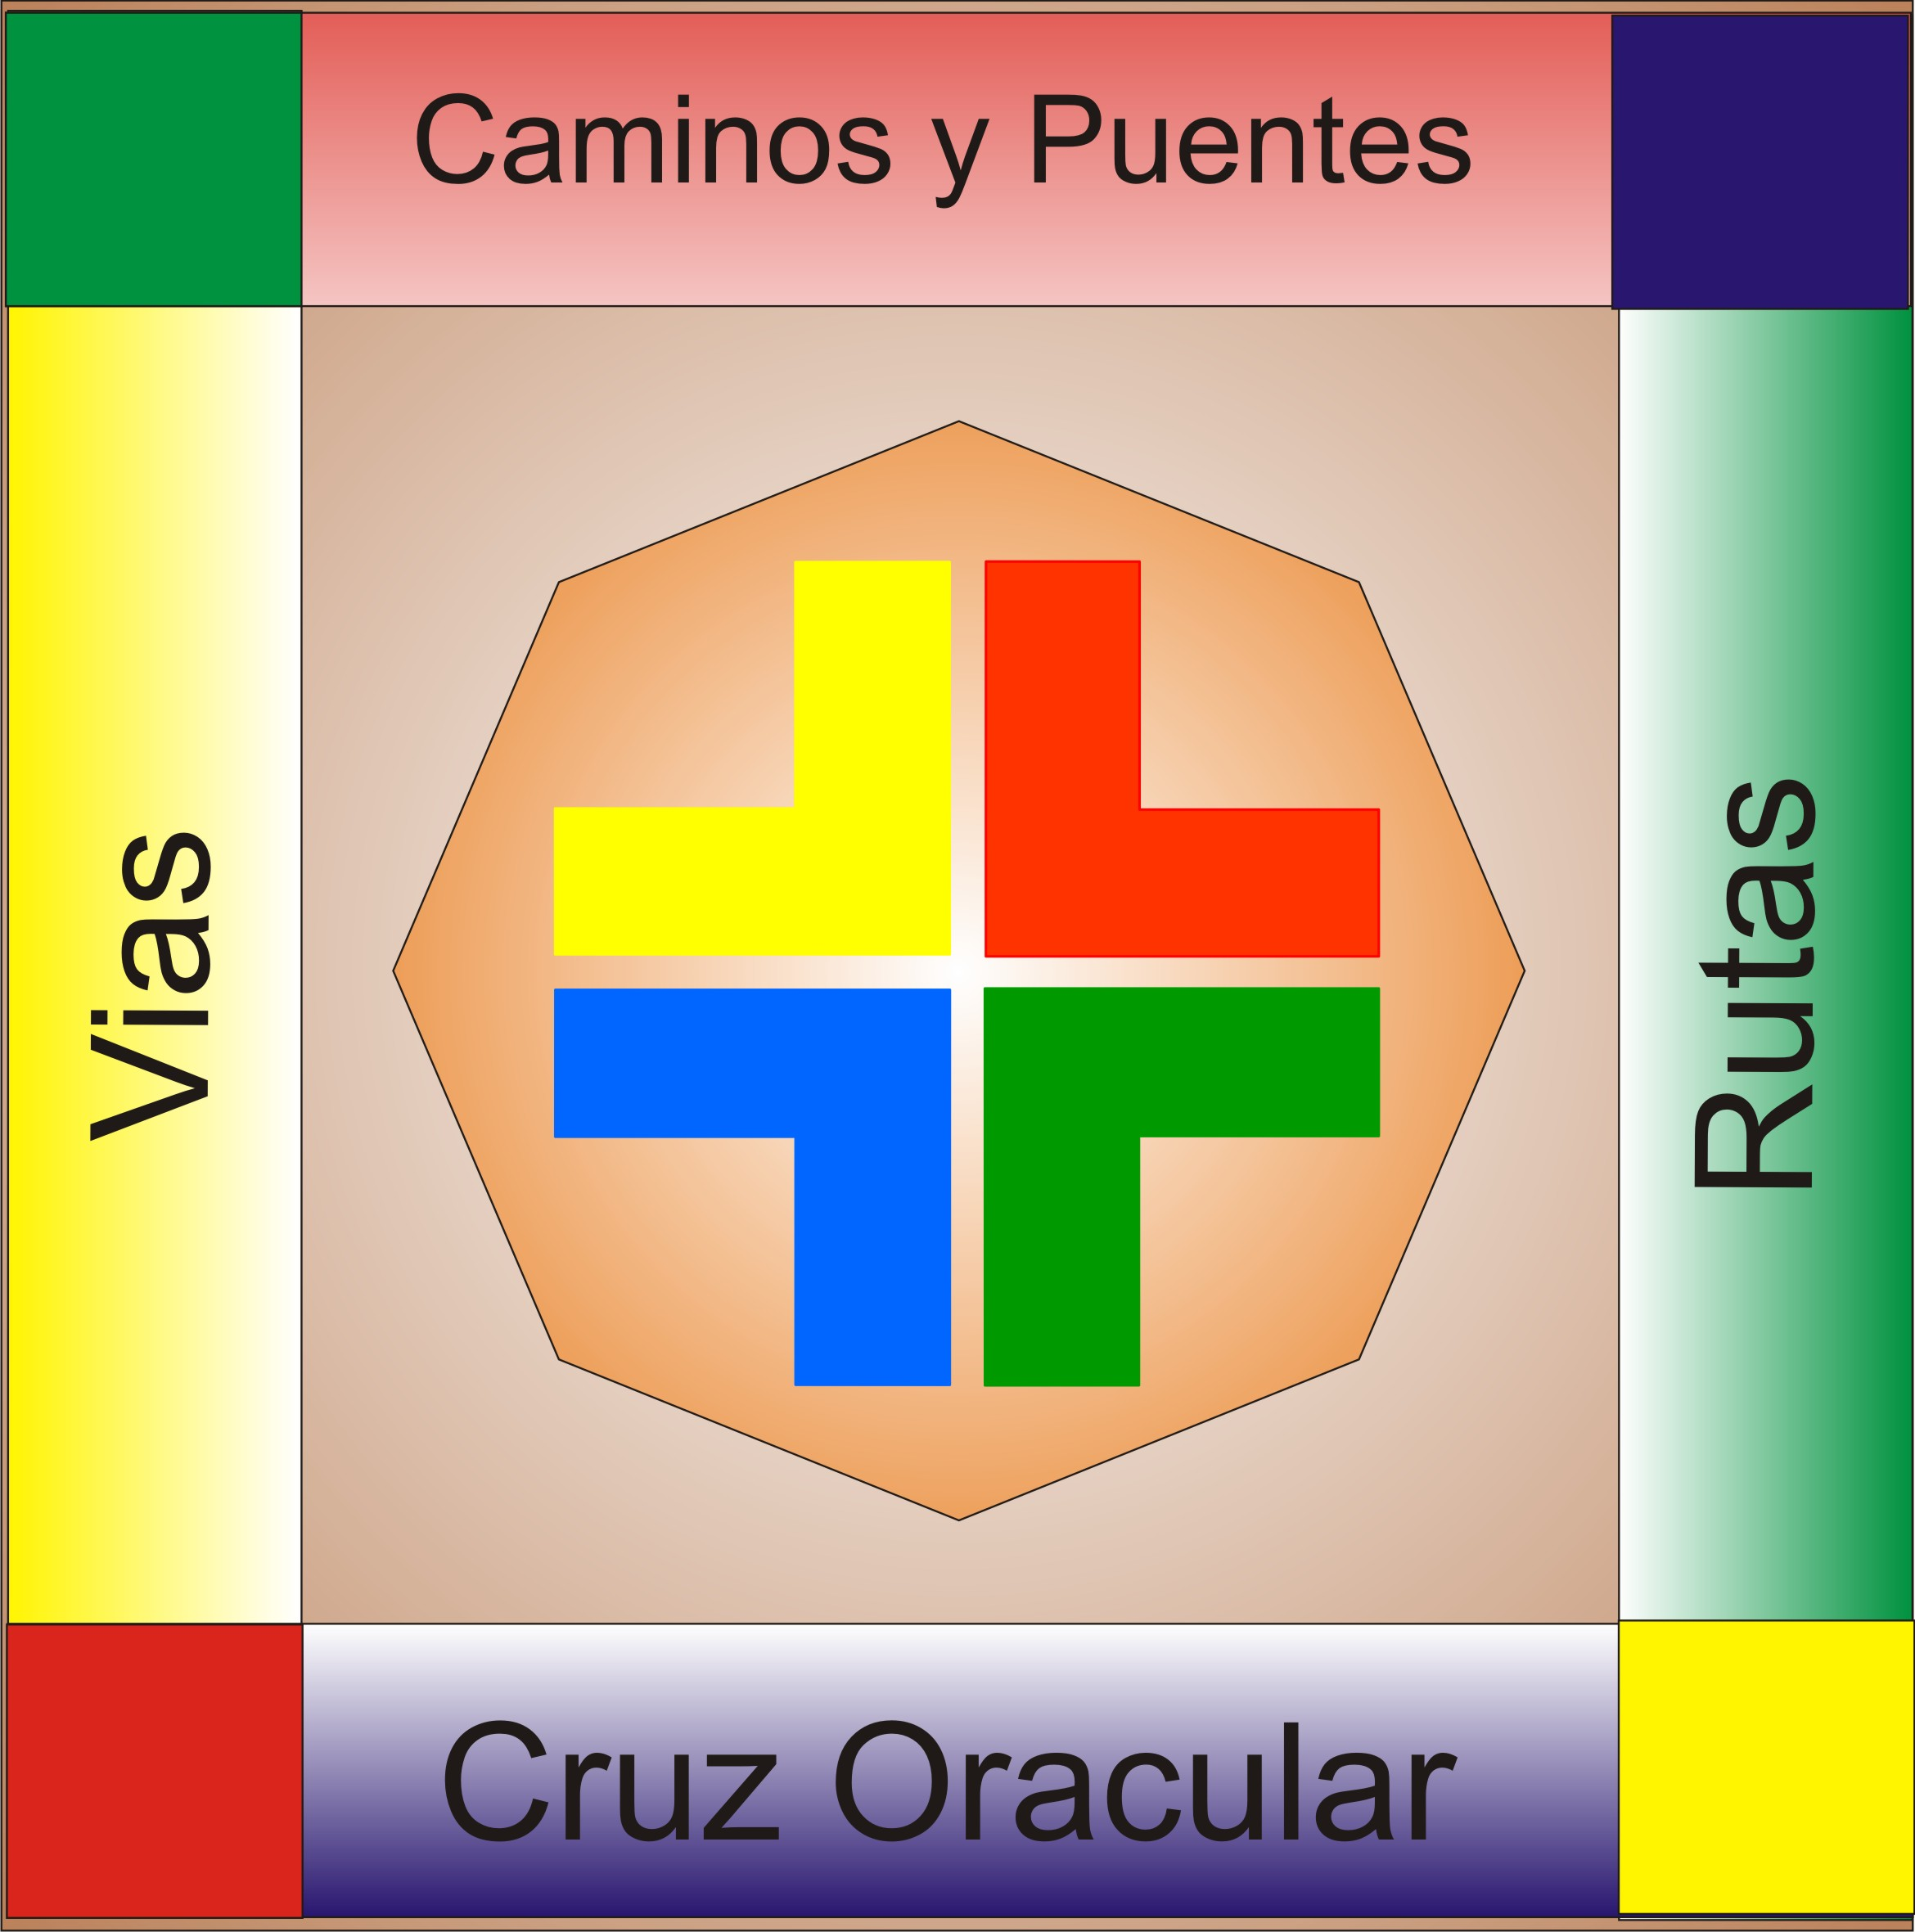 Caminos y Puentes
Vias
Rutas
Cruz Oracular